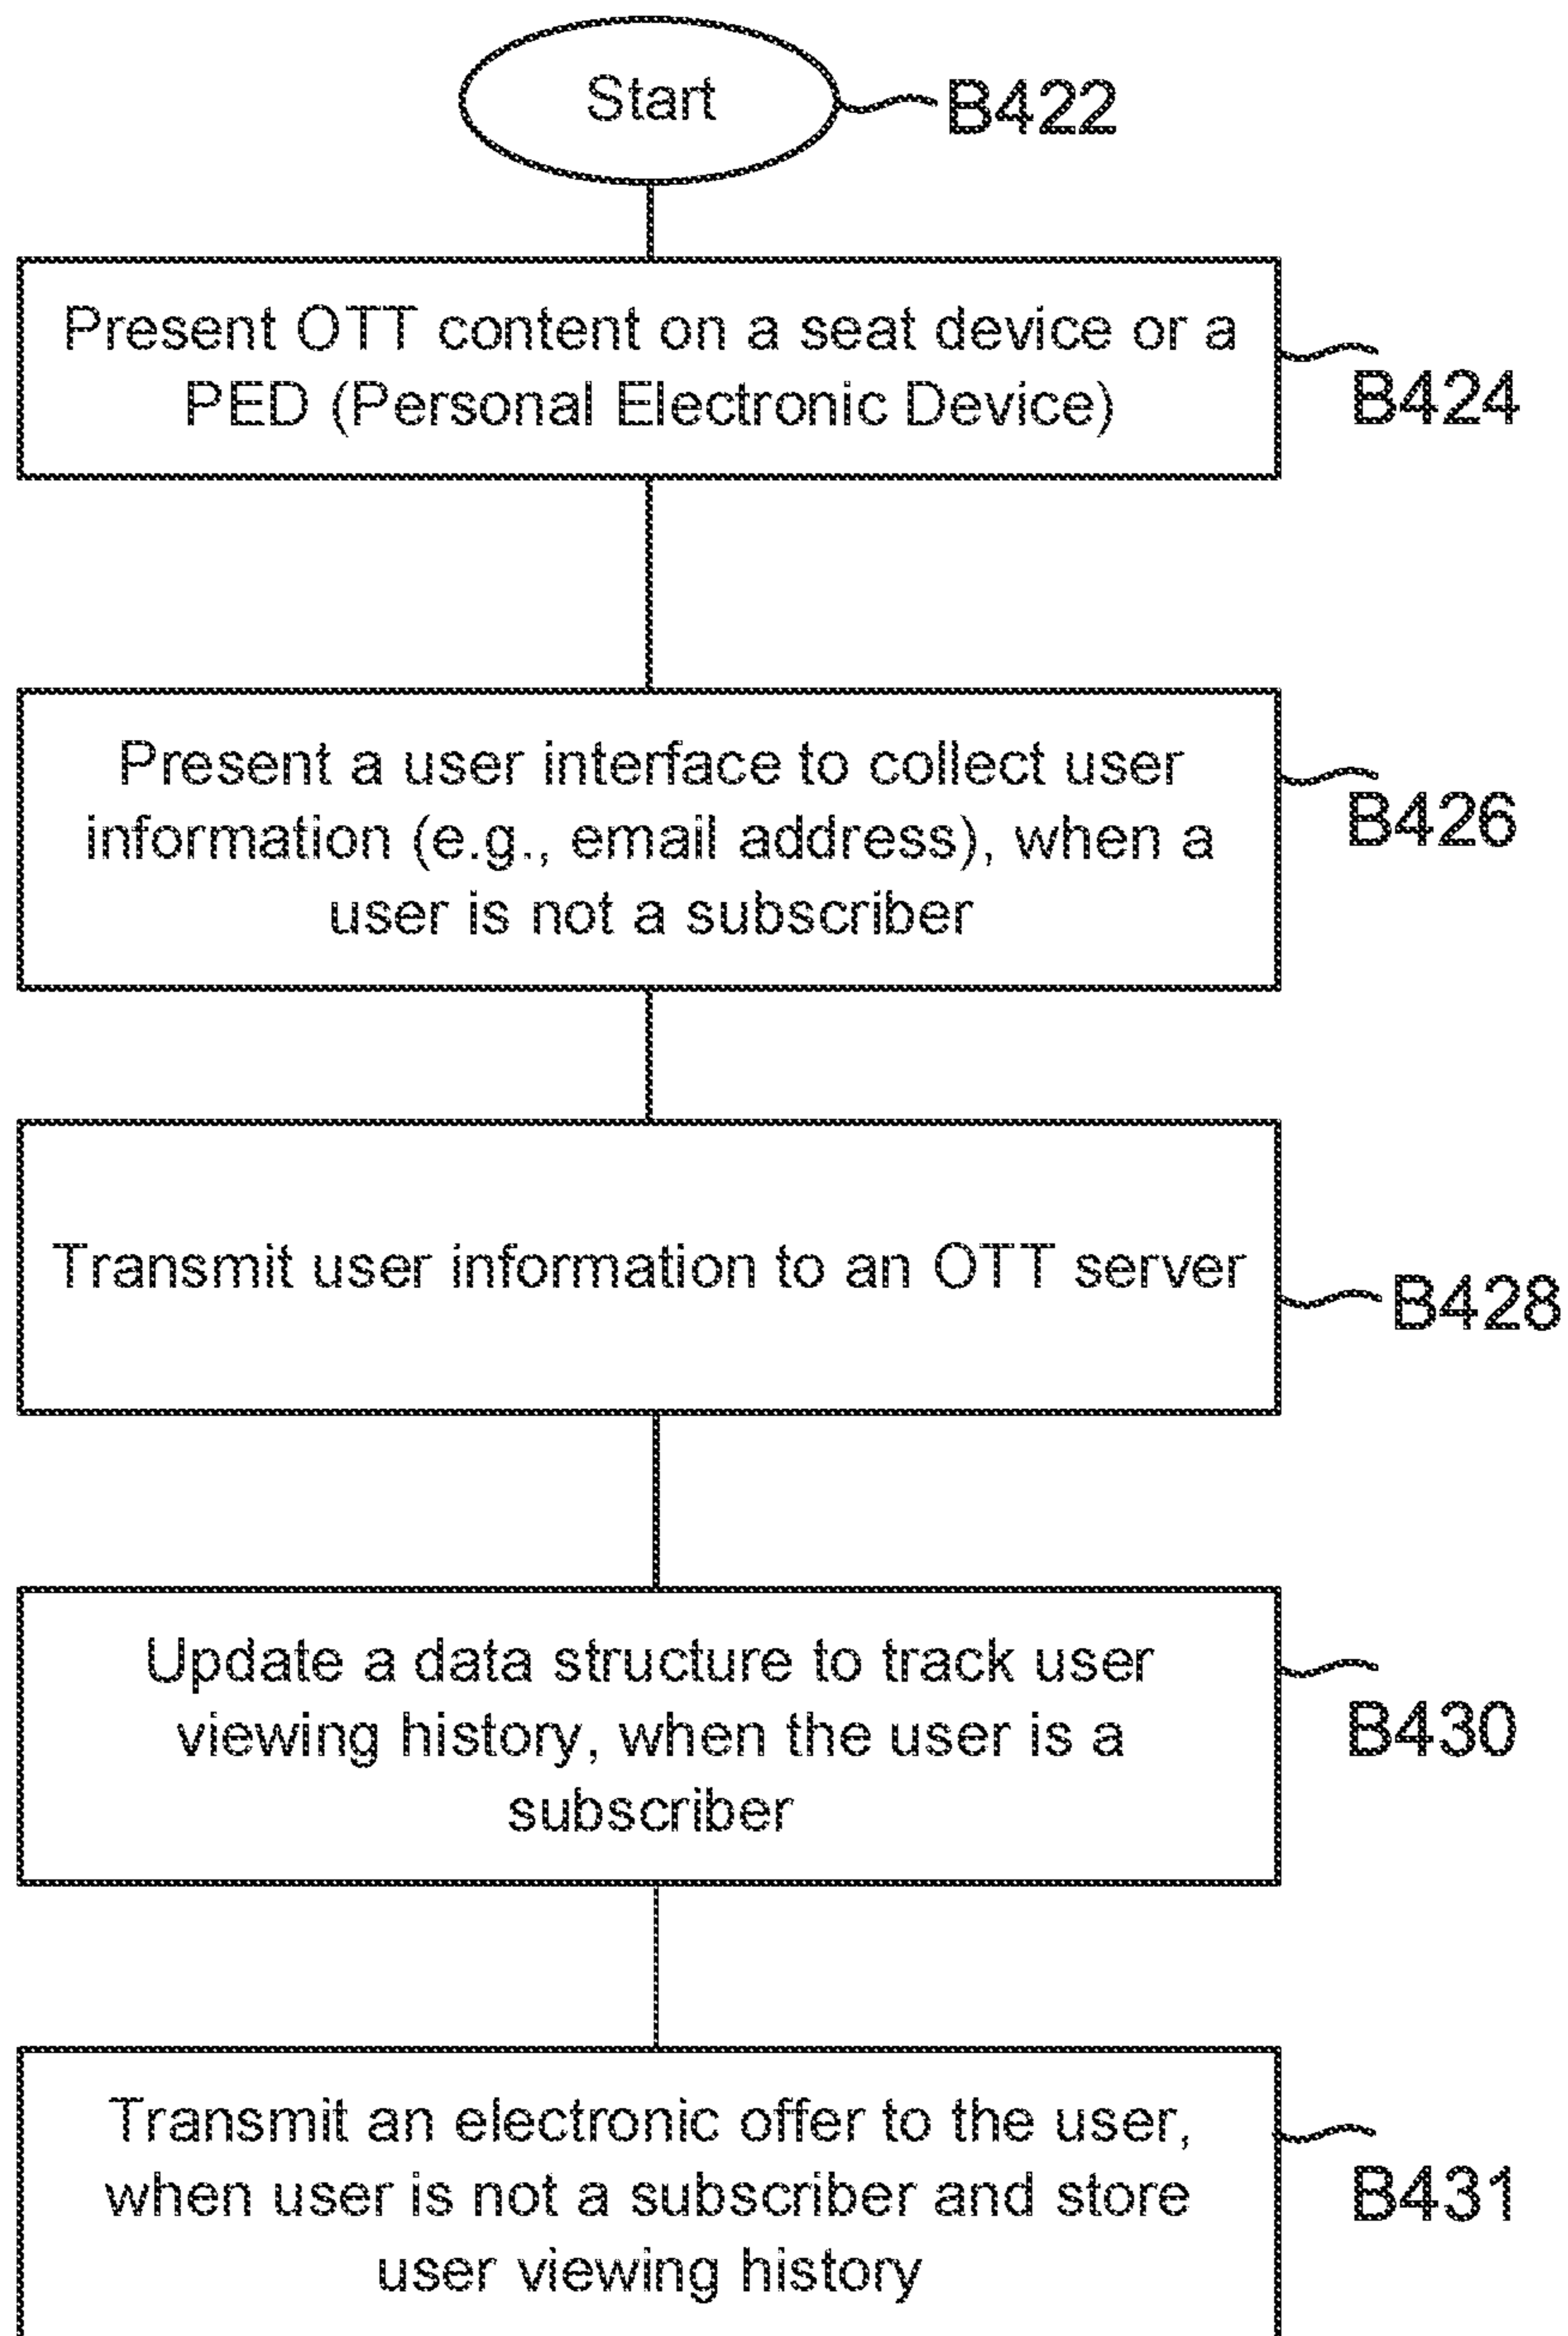 Start
B422
Present OTT content on a seat device or a
PED (Personal Electronic Device)
B424
Present a user interface to collect user
information (e.g., email address), when a
user is not a subscriber
B426
Transmit user information to an OTT server
B428
Update a data structure to track user
viewing history, when the user is a
subscriber
B430
Transmit an electronic offer to the user,
when user is not a subscriber and store
user viewing history
B431